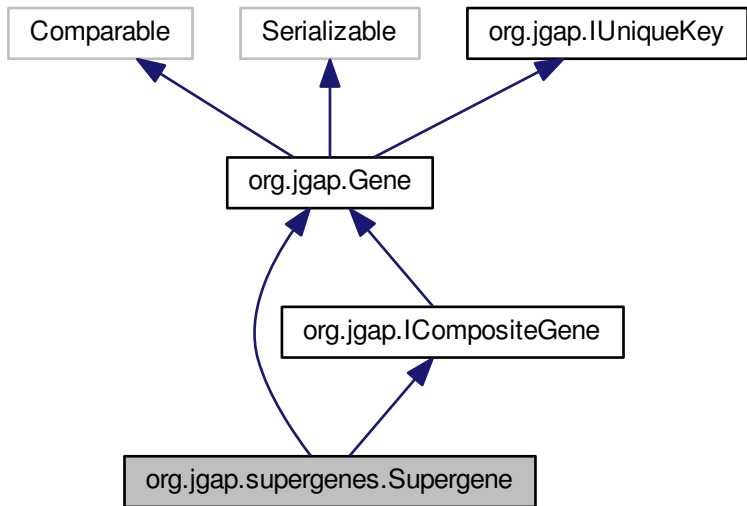 Comparable
Serializable
org.jgap.IUniqueKey
org.jgap.Gene
org.jgap.ICompositeGene
org.jgap.supergenes.Supergene